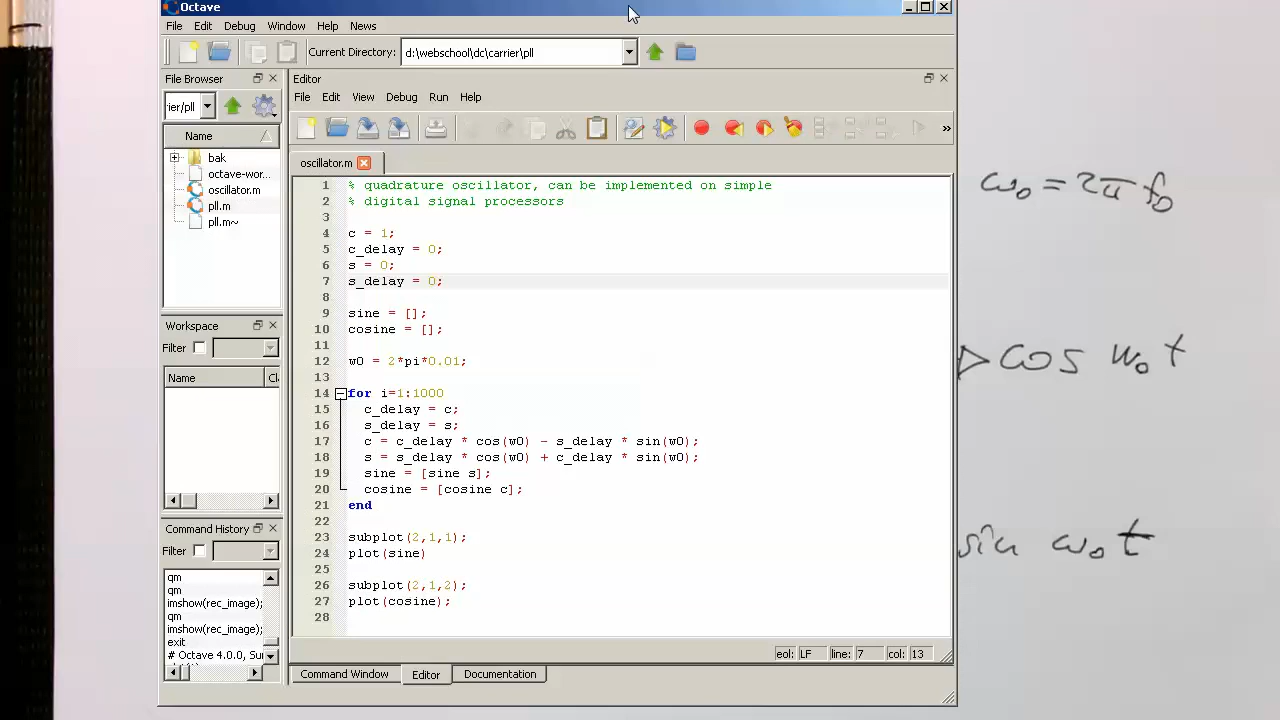 Octave
File Edit Debug Window Help News
Current Directory: d:\webschool\dc\carrier\pll
File Browser
ier/pll
Name
bak
octave-wor...
oscillator.m
pll.m
pll.m~
Workspace
Filter
Name Cl
Command History
Filter
qm
qm
imshow(rec_image);
qm
imshow(rec_image);
exit
# Octave 4.0.0, Su
Editor
File Edit View Debug Run Help
oscillator.m
1 % quadrature oscillator, can be implemented on simple
2 % digital signal processors
3
4 c = 1;
5 c_delay = 0;
6 s = 0;
7 s_delay = 0;
8
9 sine = [];
10 cosine = [];
11
12 w0 = 2*pi*0.01;
13
14 for i=1:1000
15 c_delay = c;
16 s_delay = s;
17 c = c_delay * cos(w0) - s_delay * sin(w0);
18 s = s_delay * cos(w0) + c_delay * sin(w0);
19 sine = [sine s];
20 cosine = [cosine c];
21 end
22
23 subplot(2,1,1);
24 plot(sine)
25
26 subplot(2,1,2);
27 plot(cosine);
28
eol: LF line: 7 col: 13
Command Window Editor Documentation
ω₀ = 2π f₀
cos ω₀ t
sin ω₀ t